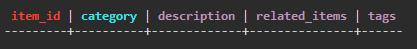 item_id | category | description | related_items | tags
---------+----------+-------------+---------------+------